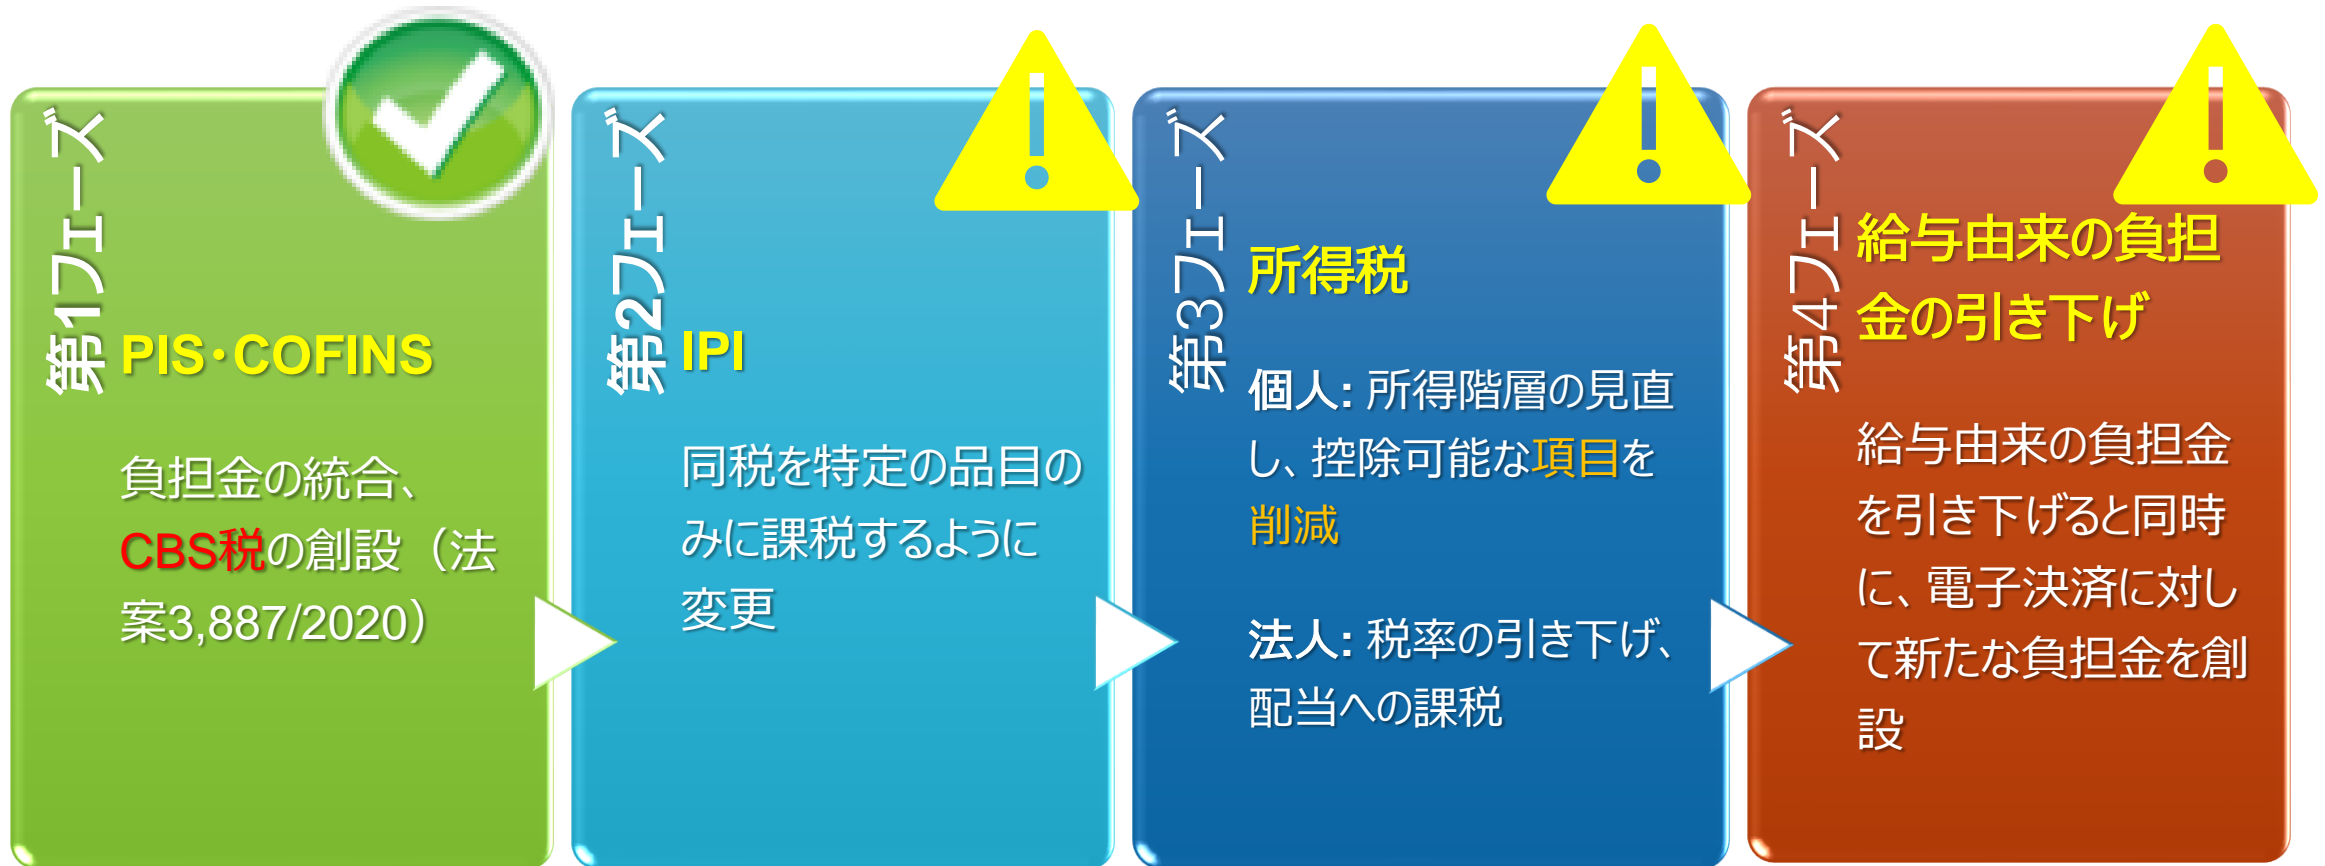 第1フェーズ
PIS・COFINS
負担金の統合、
CBS税の創設（法
案3,887/2020）
第2フェーズ
IPI
同税を特定の品目の
みに課税するように
変更
第3フェーズ
所得税
個人: 所得階層の見直
し、控除可能な項目を
削減
法人: 税率の引き下げ、
配当への課税
第4フェーズ
給与由来の負担
金の引き下げ
給与由来の負担金
を引き下げると同時
に、電子決済に対し
て新たな負担金を創
設